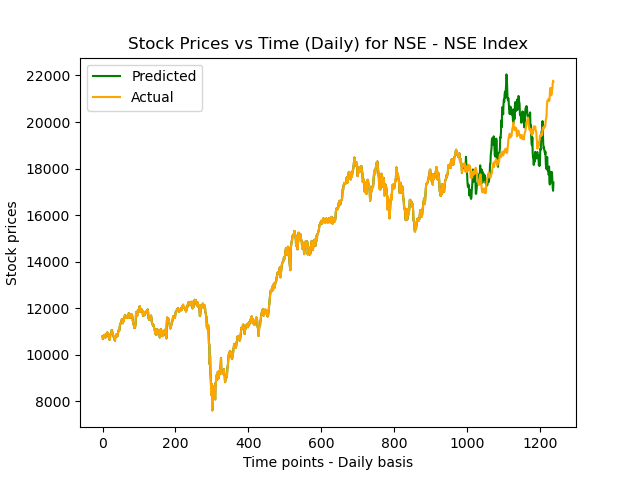 Stock Prices vs Time (Daily) for NSE - NSE Index
Predicted
Actual
Stock prices
22000
20000
18000
16000
14000
12000
10000
8000
0 200 400 600 800 1000 1200
Time points - Daily basis